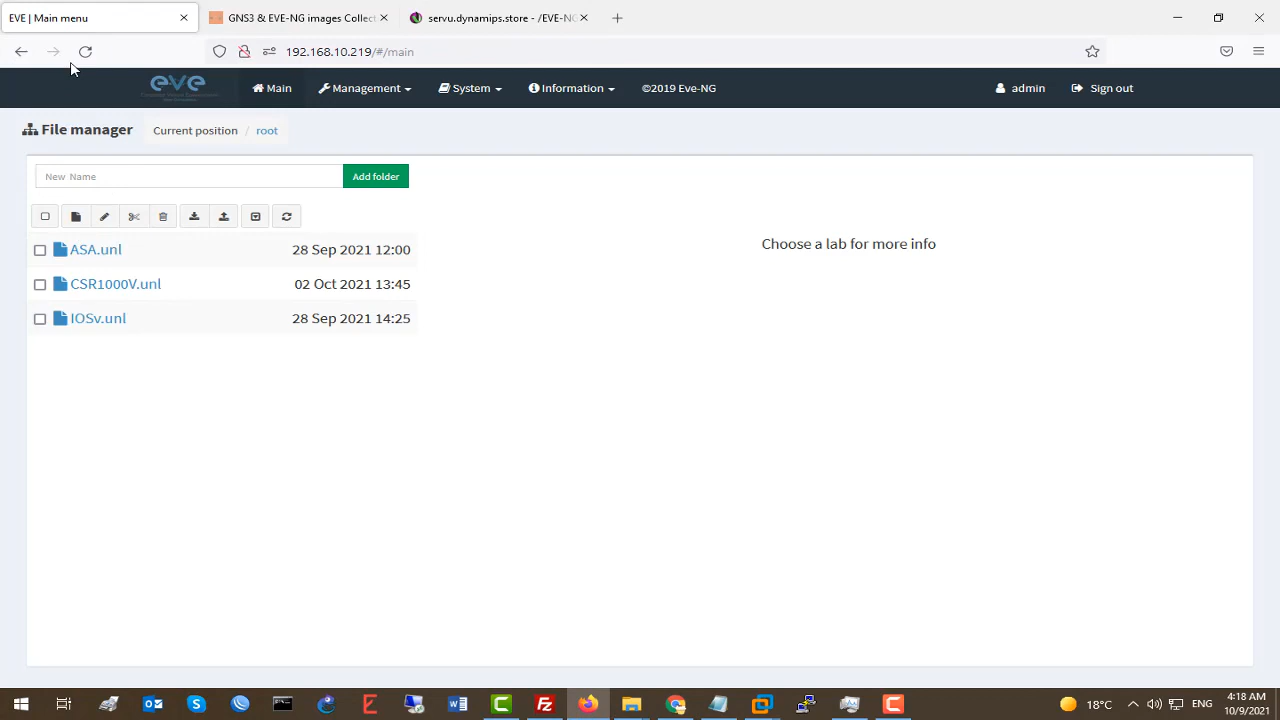 EVE | Main menu
GNS3 & EVE-NG images Collect
servu.dynamips.store - /EVE-NG
192.168.10.219/#/main
eve
Main
Management
System
Information
©2019 Eve-NG
admin
Sign out
File manager
Current position / root
New Name
Add folder
ASA.unl 28 Sep 2021 12:00
CSR1000V.unl 02 Oct 2021 13:45
IOSv.unl 28 Sep 2021 14:25
Choose a lab for more info
18°C
ENG
4:18 AM
10/9/2021